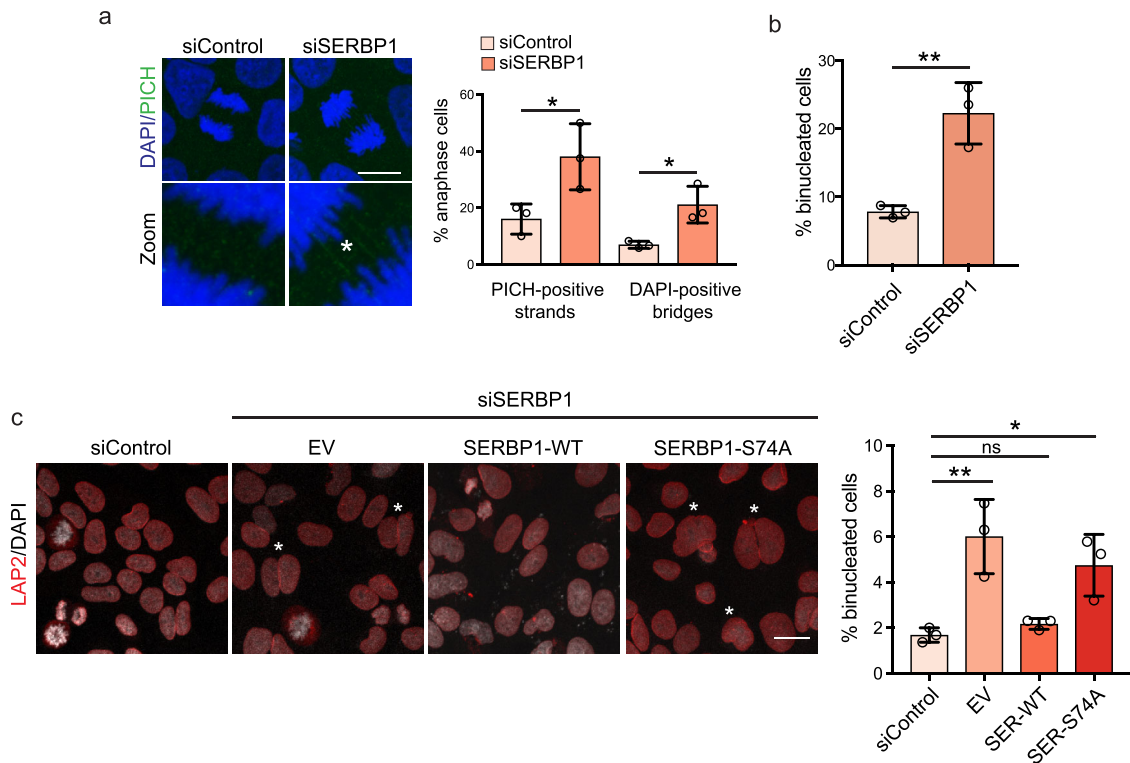 a
siControl
siSERBP1
DAPI/PICH
Zoom
*
siControl
siSERBP1
% anaphase cells
60
40
20
0
*
*
PICH-positive
strands
DAPI-positive
bridges
b
% binucleated cells
30
20
10
0
**
siControl
siSERBP1
c
siSERBP1
siControl
EV
SERBP1-WT
SERBP1-S74A
LAP2/DAPI
*
*
*
*
*
% binucleated cells
10
8
6
4
2
0
*
ns
**
siControl
EV
SER-WT
SER-S74A